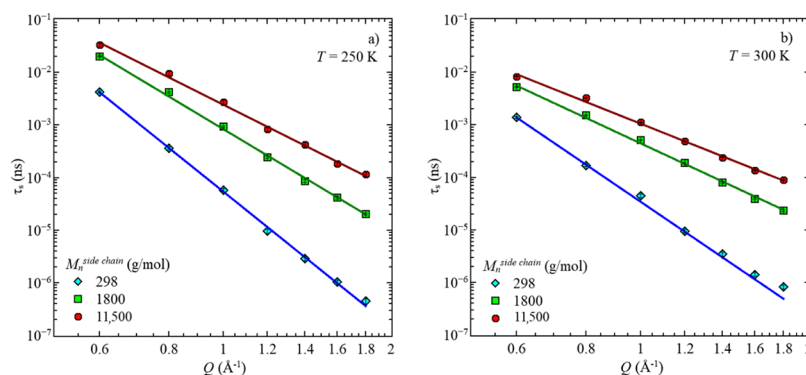 a)
T = 250 K
10⁻¹
10⁻²
10⁻³
10⁻⁴
10⁻⁵
10⁻⁶
10⁻⁷
τₛ (ns)
Mₙ side chain (g/mol)
298
1800
11,500
0.6 0.8 1.0 1.2 1.4 1.6 1.8 2
Q (Å⁻¹)
b)
T = 300 K
10⁻¹
10⁻²
10⁻³
10⁻⁴
10⁻⁵
10⁻⁶
10⁻⁷
τₛ (ns)
Mₙ side chain (g/mol)
298
1800
11,500
0.6 0.8 1.0 1.2 1.4 1.6 1.8
Q (Å⁻¹)